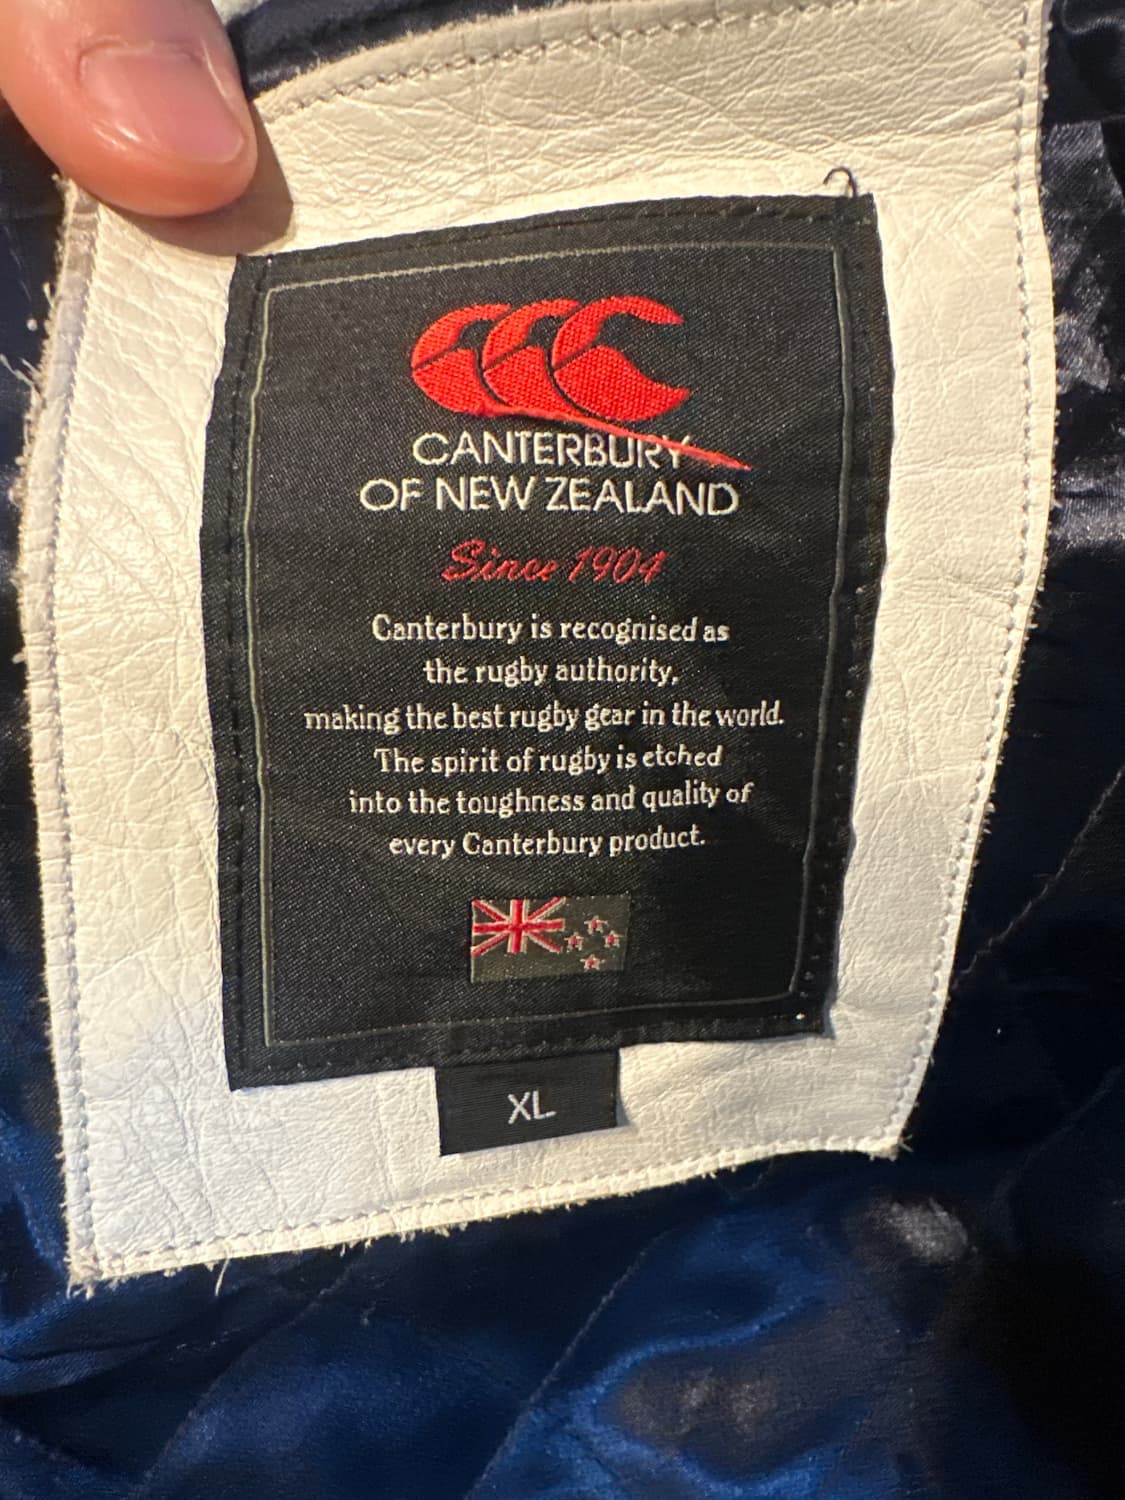 CANTERBURY
OF NEW ZEALAND
Since 1904
Canterbury is recognised as
the rugby authority,
making the best rugby gear in the world.
The spirit of rugby is etched
into the toughness and quality of
every Canterbury product.
XL